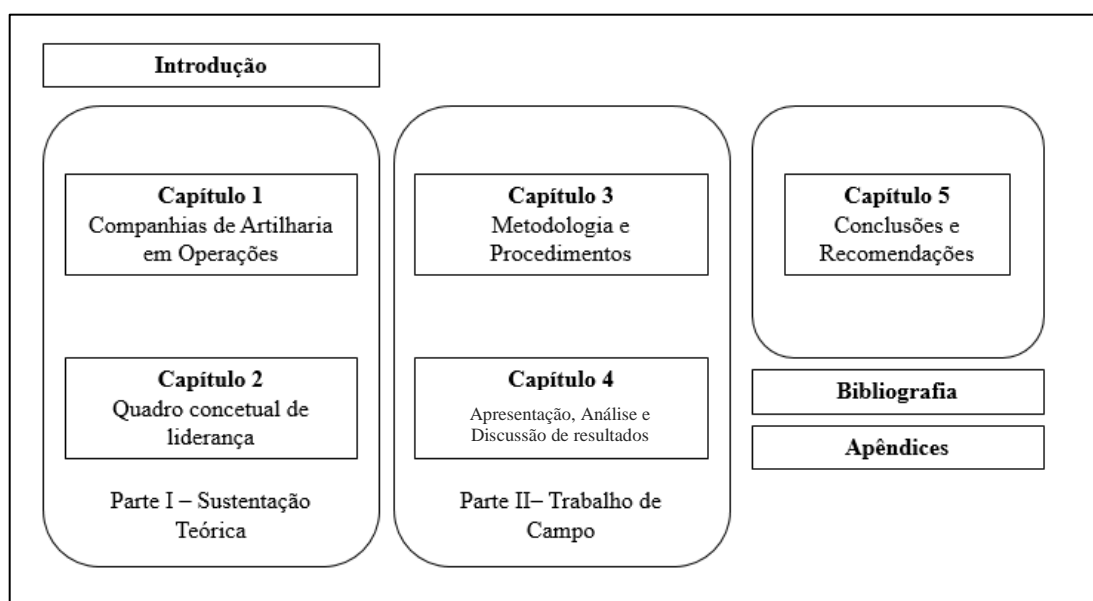 Introdução
Capítulo 1
Companhias de Artilharia
em Operações
Capítulo 2
Quadro concetual de
liderança
Parte I – Sustentação
Teórica
Capítulo 3
Metodologia e
Procedimentos
Capítulo 4
Apresentação, Análise e
Discussão de resultados
Parte II– Trabalho de
Campo
Capítulo 5
Conclusões e
Recomendações
Bibliografia
Apêndices